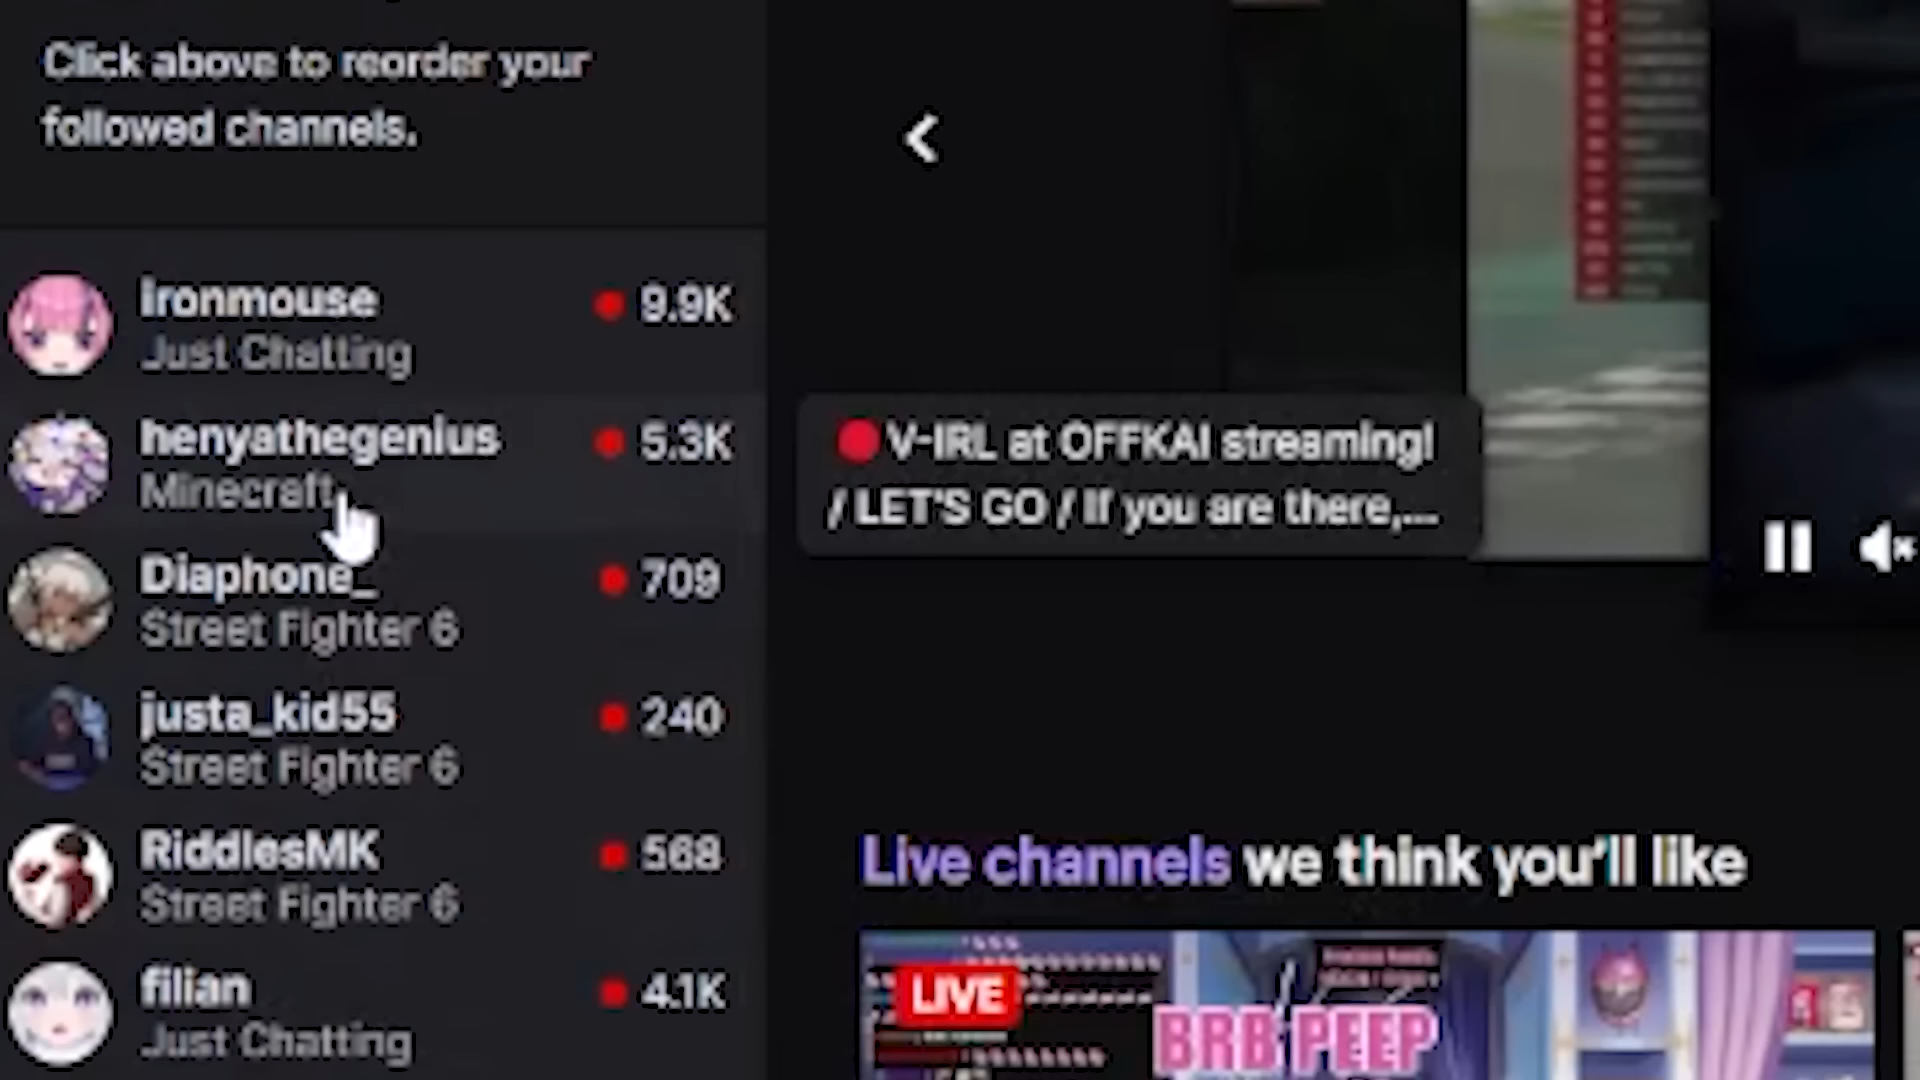 Click above to reorder your
followed channels.
ironmouse
9.9K
Just Chatting
henyathegenius
5.3K
Minecraft
V-IRL at OFFKAI streaming!
/ LET'S GO / If you are there,...
Diaphone_
709
Street Fighter 6
justa_kid55
240
Street Fighter 6
RiddlesMK
568
Street Fighter 6
filian
4.1K
Just Chatting
Live channels we think you'll like
LIVE
BRB PEEP